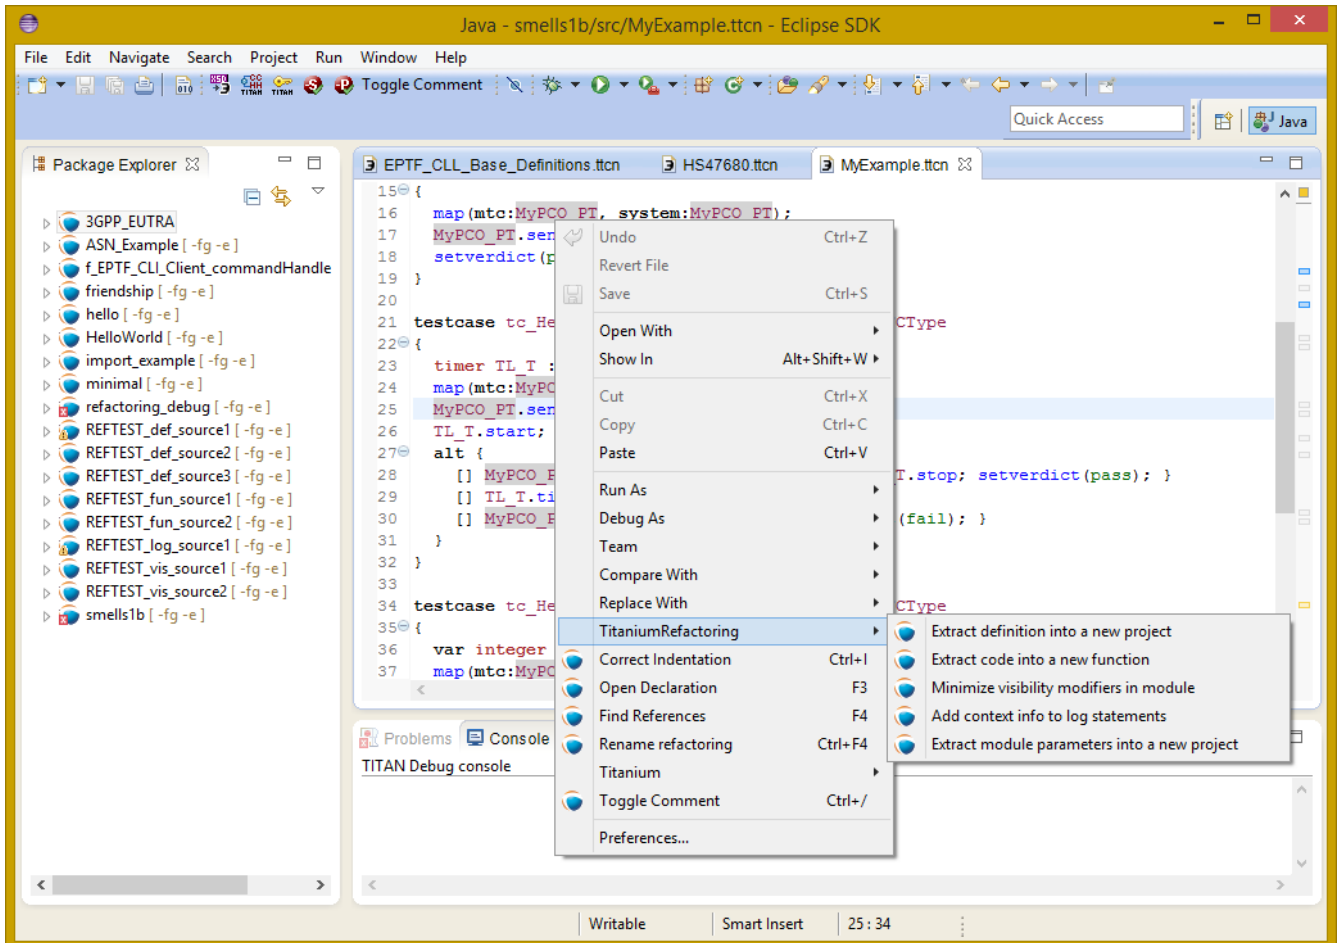 Java - smells1b/src/MyExample.ttcn - Eclipse SDK
File Edit Navigate Search Project Run Window Help
Toggle Comment
Quick Access
Java
Package Explorer
3GPP_EUTRA
ASN_Example [ -fg -e ]
f_EPTF_CLI_Client_commandHandle
friendship [ -fg -e ]
hello [ -fg -e ]
HelloWorld [ -fg -e ]
import_example [ -fg -e ]
minimal [ -fg -e ]
refactoring_debug [ -fg -e ]
REFTEST_def_source1 [ -fg -e ]
REFTEST_def_source2 [ -fg -e ]
REFTEST_def_source3 [ -fg -e ]
REFTEST_fun_source1 [ -fg -e ]
REFTEST_fun_source2 [ -fg -e ]
REFTEST_log_source1 [ -fg -e ]
REFTEST_vis_source1 [ -fg -e ]
REFTEST_vis_source2 [ -fg -e ]
smells1b [ -fg -e ]
EPTF_CLL_Base_Definitions.ttcn HS47680.ttcn MyExample.ttcn
15 {
16 map(mtc:MyPCO_PT, system:MyPCO_PT);
17 MyPCO_PT.sen
18 setverdict(p
19 }
20
21 testcase tc_He CType
22 {
23 timer TL_T :
24 map(mtc:MyPC
25 MyPCO_PT.sen
26 TL_T.start;
27 alt {
28 [] MyPCO_P T.stop; setverdict(pass); }
29 [] TL_T.ti
30 [] MyPCO_P (fail); }
31 }
32 }
33
34 testcase tc_He CType
35 {
36 var integer
37 map(mtc:MyPC
Undo Ctrl+Z
Revert File
Save Ctrl+S
Open With
Show In Alt+Shift+W
Cut Ctrl+X
Copy Ctrl+C
Paste Ctrl+V
Run As
Debug As
Team
Compare With
Replace With
TitaniumRefactoring
Correct Indentation Ctrl+I
Open Declaration F3
Find References F4
Rename refactoring Ctrl+F4
Titanium
Toggle Comment Ctrl+/
Preferences...
Extract definition into a new project
Extract code into a new function
Minimize visibility modifiers in module
Add context info to log statements
Extract module parameters into a new project
Problems Console
TITAN Debug console
Writable Smart Insert 25 : 34